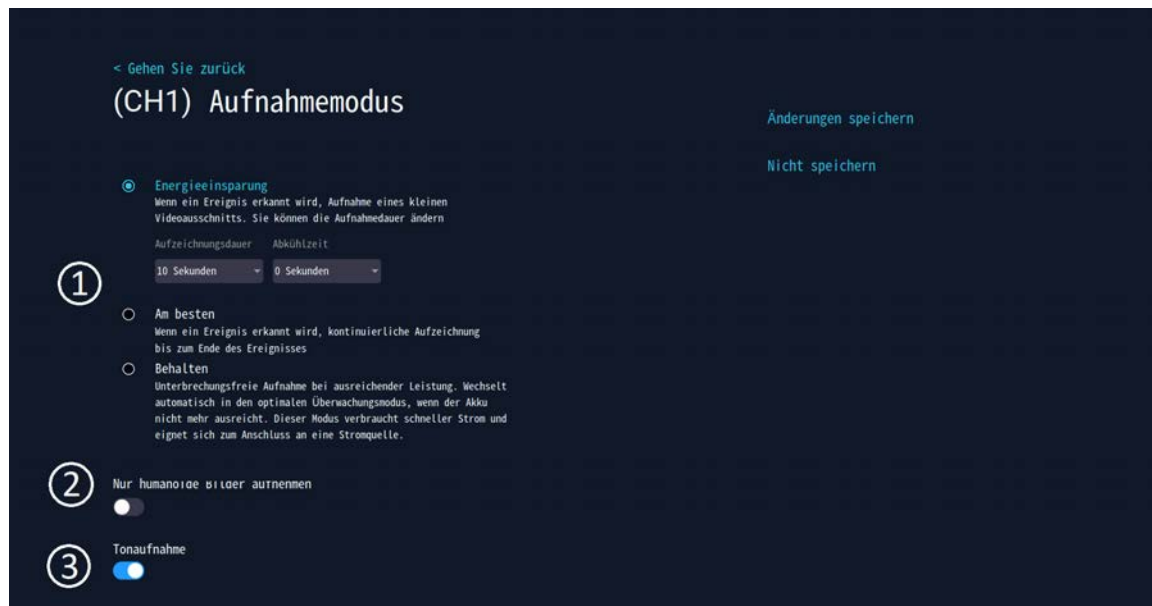 < Gehen Sie zurück
(CH1) Aufnahmemodus
Änderungen speichern
Nicht speichern
Energieeinsparung
Wenn ein Ereignis erkannt wird, Aufnahme eines kleinen
Videoausschnitts. Sie können die Aufnahmedauer ändern
Aufzeichnungsdauer Abkühlzeit
10 Sekunden 0 Sekunden
1
Am besten
Wenn ein Ereignis erkannt wird, kontinuierliche Aufzeichnung
bis zum Ende des Ereignisses
Behalten
Unterbrechungsfreie Aufnahme bei ausreichender Leistung. Wechselt
automatisch in den optimalen Überwachungsmodus, wenn der Akku
nicht mehr ausreicht. Dieser Modus verbraucht schneller Strom und
eignet sich zum Anschluss an eine Stromquelle.
2 Nur humanoide Bilder aufnehmen
3 Tonaufnahme